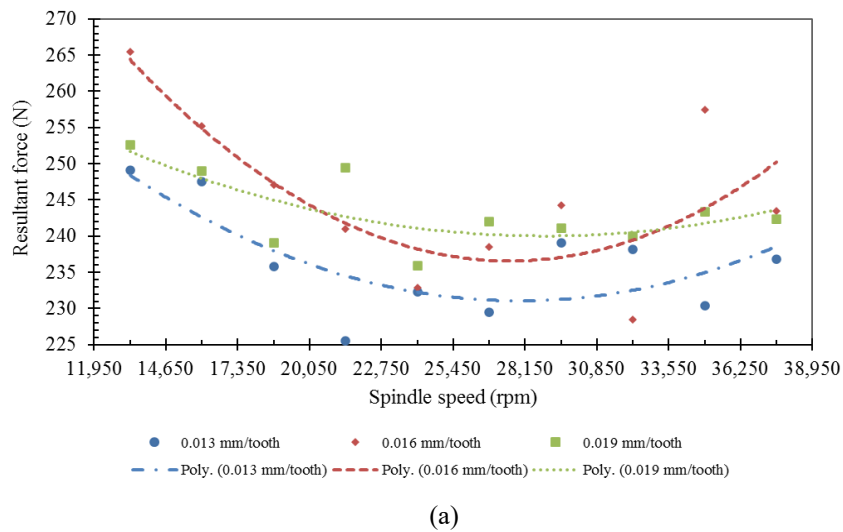 270
265
260
255
250
245
240
235
230
225
Resultant force (N)
11,950 14,650 17,350 20,050 22,750 25,450 28,150 30,850 33,550 36,250 38,950
Spindle speed (rpm)
0.013 mm/tooth 0.016 mm/tooth 0.019 mm/tooth
Poly. (0.013 mm/tooth) Poly. (0.016 mm/tooth) Poly. (0.019 mm/tooth)
(a)